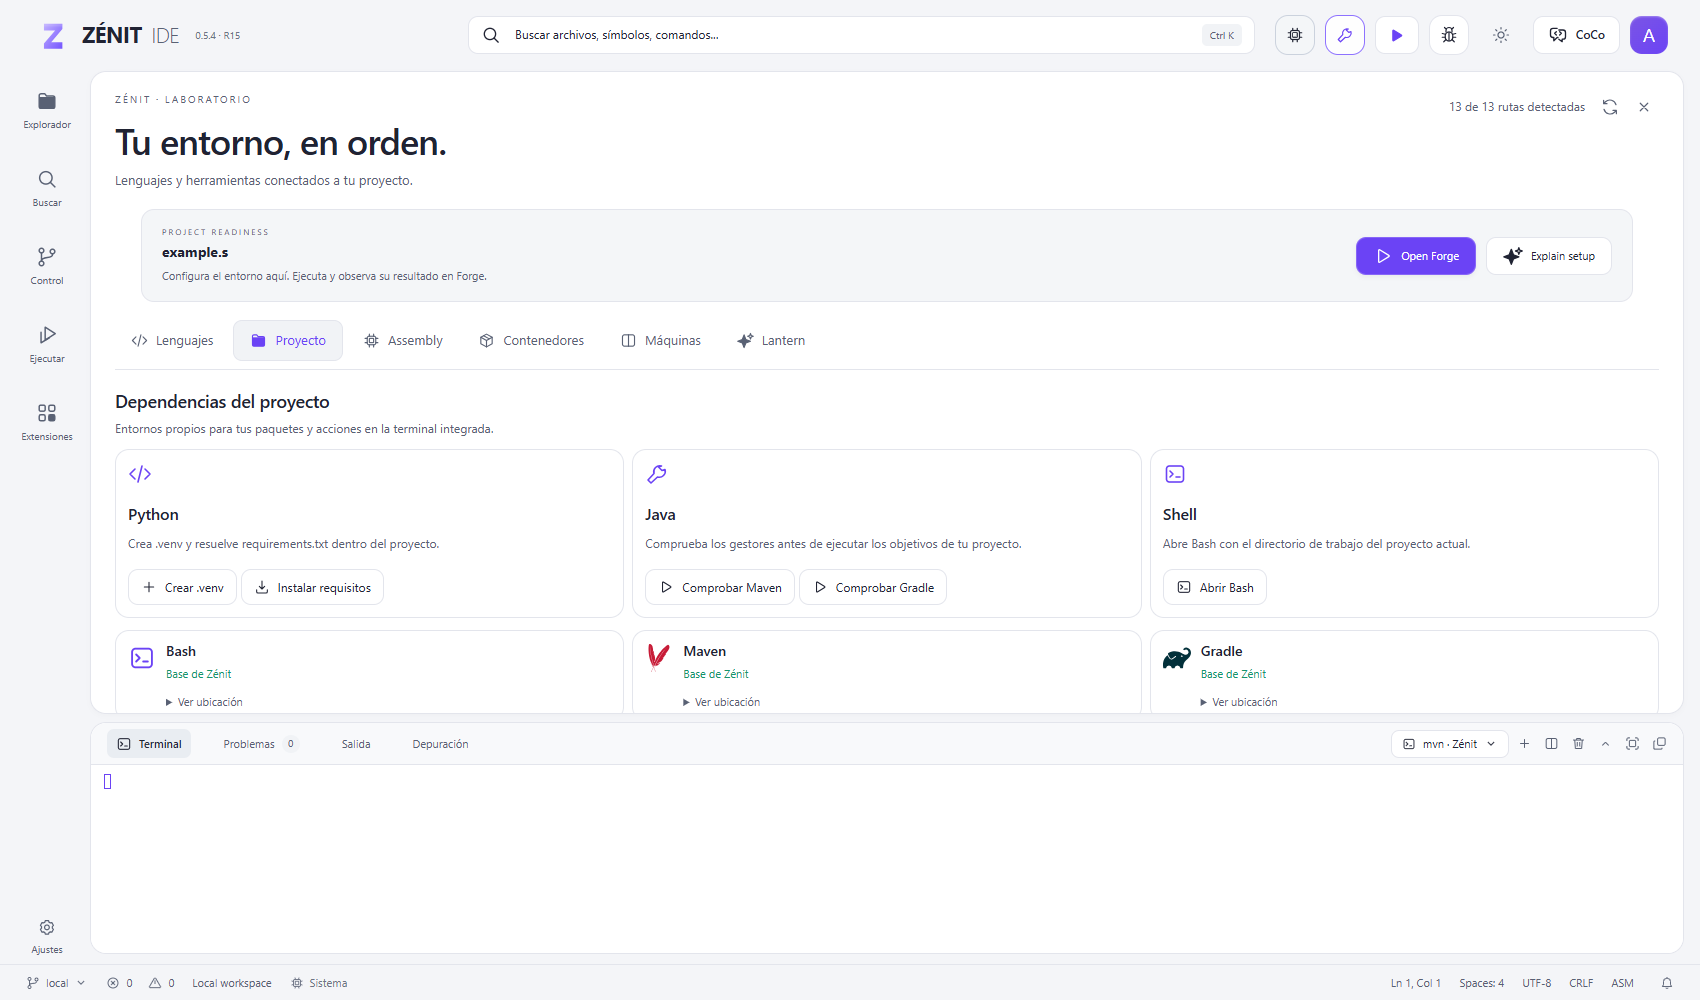 ZÉNIT IDE 0.5.4 · R15
Buscar archivos, símbolos, comandos...
Ctrl K
CoCo
A
Explorador
Buscar
Control
Ejecutar
Extensiones
Ajustes
ZÉNIT · LABORATORIO
13 de 13 rutas detectadas
Tu entorno, en orden.
Lenguajes y herramientas conectados a tu proyecto.
PROJECT READINESS
example.s
Configura el entorno aquí. Ejecuta y observa su resultado en Forge.
Open Forge
Explain setup
Lenguajes
Proyecto
Assembly
Contenedores
Máquinas
Lantern
Dependencias del proyecto
Entornos propios para tus paquetes y acciones en la terminal integrada.
Python
Crea .venv y resuelve requirements.txt dentro del proyecto.
Crear .venv
Instalar requisitos
Java
Comprueba los gestores antes de ejecutar los objetivos de tu proyecto.
Comprobar Maven
Comprobar Gradle
Shell
Abre Bash con el directorio de trabajo del proyecto actual.
Abrir Bash
Bash
Base de Zénit
Ver ubicación
Maven
Base de Zénit
Ver ubicación
Gradle
Base de Zénit
Ver ubicación
Terminal
Problemas 0
Salida
Depuración
mvn · Zénit
local
0
0
Local workspace
Sistema
Ln 1, Col 1
Spaces: 4
UTF-8
CRLF
ASM